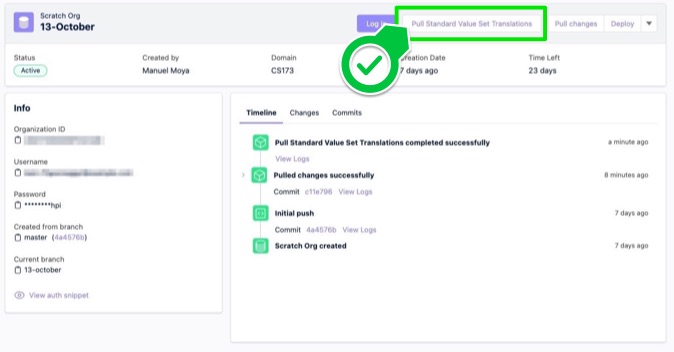 Scratch Org
13-October
Log in
Pull Standard Value Set Translations
Pull changes
Deploy
Status
Created by
Domain
Creation Date
Time Left
Active
Manuel Moya
CS173
7 days ago
23 days
Info
Organization ID
Username
Password
********hpi
Created from branch
master (4a4576b)
Current branch
13-october
View auth snippet
Timeline
Changes
Commits
Pull Standard Value Set Translations completed successfully
a minute ago
View Logs
Pulled changes successfully
8 minutes ago
Commit c11e796 View Logs
Initial push
7 days ago
Commit 4a4576b View Logs
Scratch Org created
7 days ago